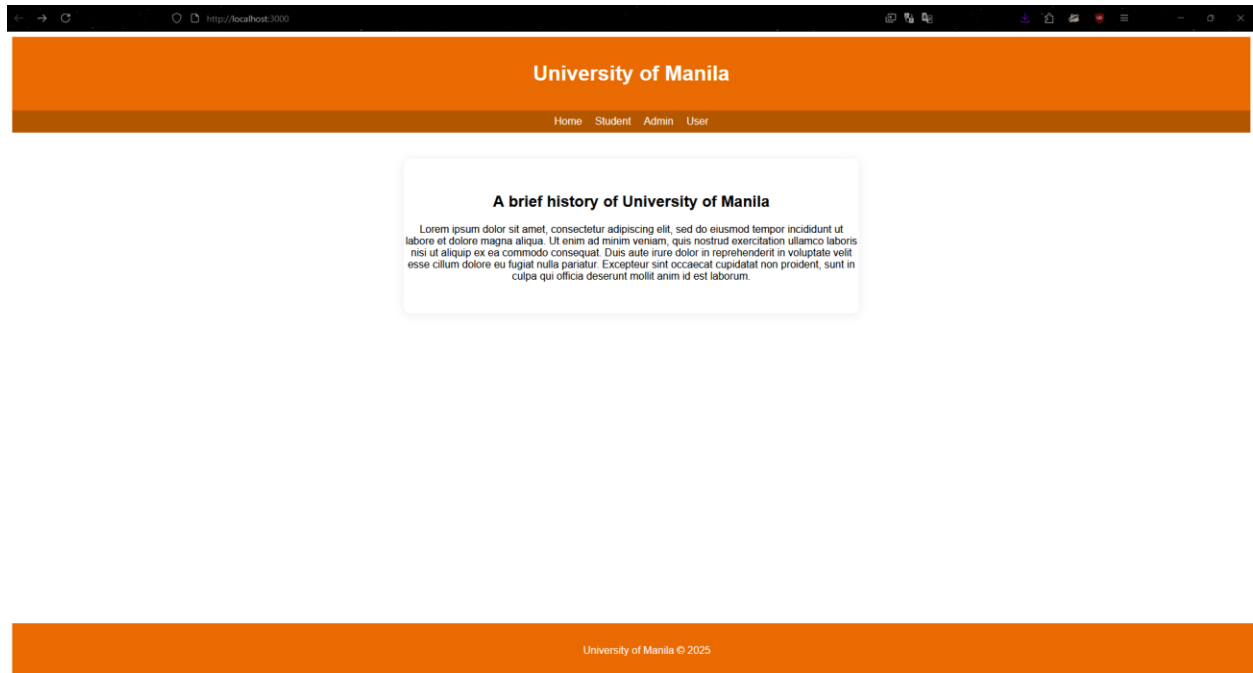 http://localhost:3000
University of Manila
Home Student Admin User
A brief history of University of Manila
Lorem ipsum dolor sit amet, consectetur adipiscing elit, sed do eiusmod tempor incididunt ut
labore et dolore magna aliqua. Ut enim ad minim veniam, quis nostrud exercitation ullamco laboris
nisi ut aliquip ex ea commodo consequat. Duis aute irure dolor in reprehenderit in voluptate velit
esse cillum dolore eu fugiat nulla pariatur. Excepteur sint occaecat cupidatat non proident, sunt in
culpa qui officia deserunt mollit anim id est laborum.
University of Manila © 2025